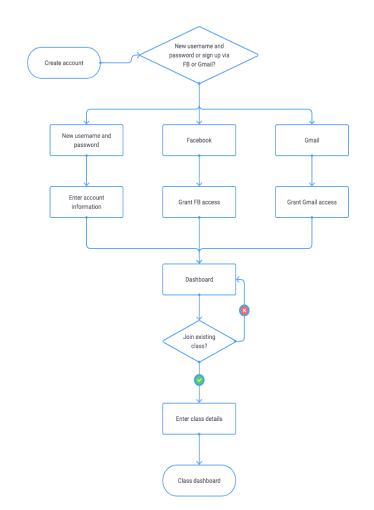 New username and
password or sign up via
FB or Gmail?
Create account
New username and
password
Facebook
Gmail
Enter account
information
Grant FB access
Grant Gmail access
Dashboard
Join existing
class?
Enter class details
Class dashboard